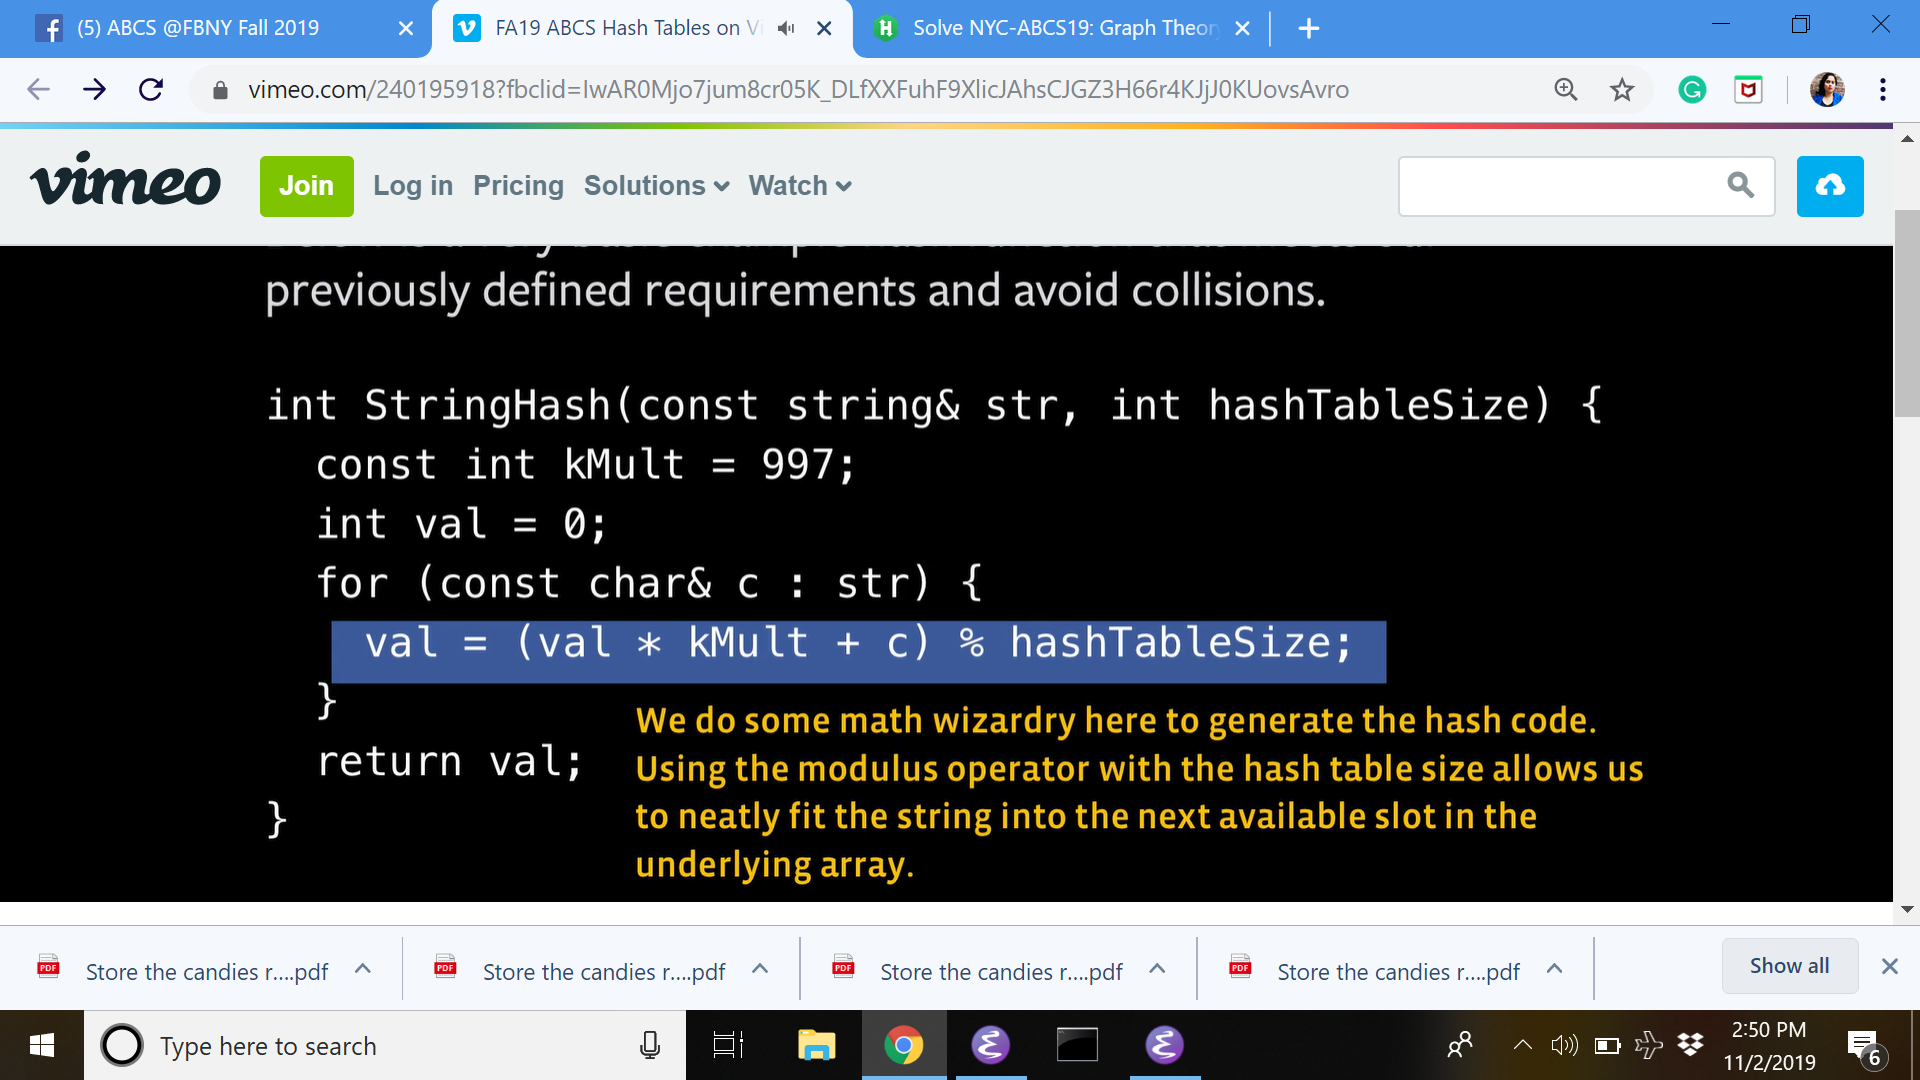 (5) ABCS @FBNY Fall 2019
FA19 ABCS Hash Tables on Vi
Solve NYC-ABCS19: Graph Theory
vimeo.com/240195918?fbclid=IwAR0Mjo7jum8cr05K_DLfXXFuhF9XlicJAhsCJGZ3H66r4KJjJ0KUovsAvro
vimeo
Join
Log in
Pricing
Solutions
Watch
previously defined requirements and avoid collisions.
int StringHash(const string& str, int hashTableSize) {
const int kMult = 997;
int val = 0;
for (const char& c : str) {
val = (val * kMult + c) % hashTableSize;
}
return val;
}
We do some math wizardry here to generate the hash code.
Using the modulus operator with the hash table size allows us
to neatly fit the string into the next available slot in the
underlying array.
PDF Store the candies r....pdf
PDF Store the candies r....pdf
PDF Store the candies r....pdf
PDF Store the candies r....pdf
Show all
Type here to search
2:50 PM
11/2/2019
6